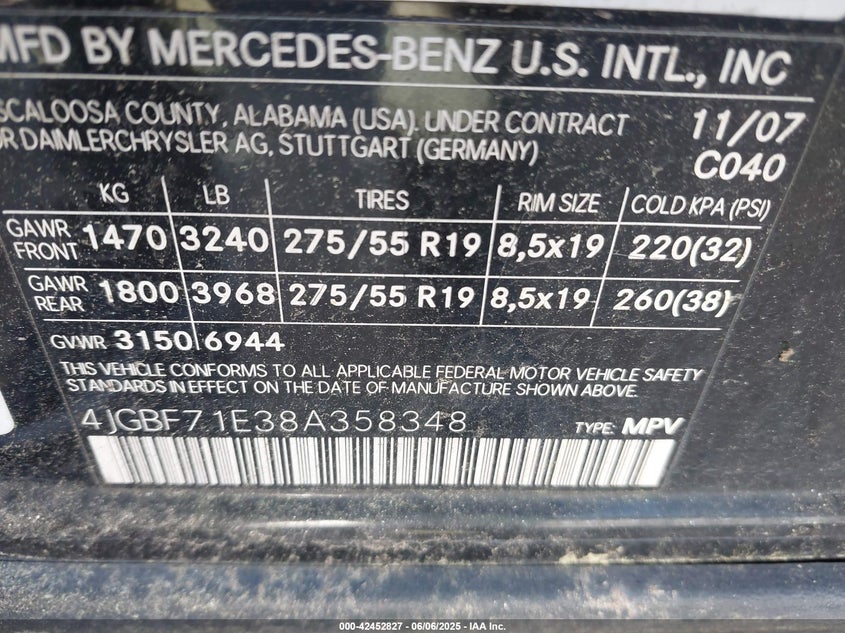 MFD BY MERCEDES-BENZ U.S. INTL., INC
SCALOOSA COUNTY, ALABAMA (USA). UNDER CONTRACT
R DAIMLERCHRYSLER AG, STUTTGART (GERMANY)
11/07
C040
KG LB TIRES RIM SIZE COLD KPA (PSI)
GAWR FRONT 1470 3240 275/55 R19 8,5x19 220(32)
GAWR REAR 1800 3968 275/55 R19 8,5x19 260(38)
GVWR 3150 6944
THIS VEHICLE CONFORMS TO ALL APPLICABLE FEDERAL MOTOR VEHICLE SAFETY
STANDARDS IN EFFECT ON THE DATE OF MANUFACTURE SHOWN ABOVE.
4JGBF71E38A358348 TYPE: MPV
000-42452827 - 06/06/2025 - IAA Inc.